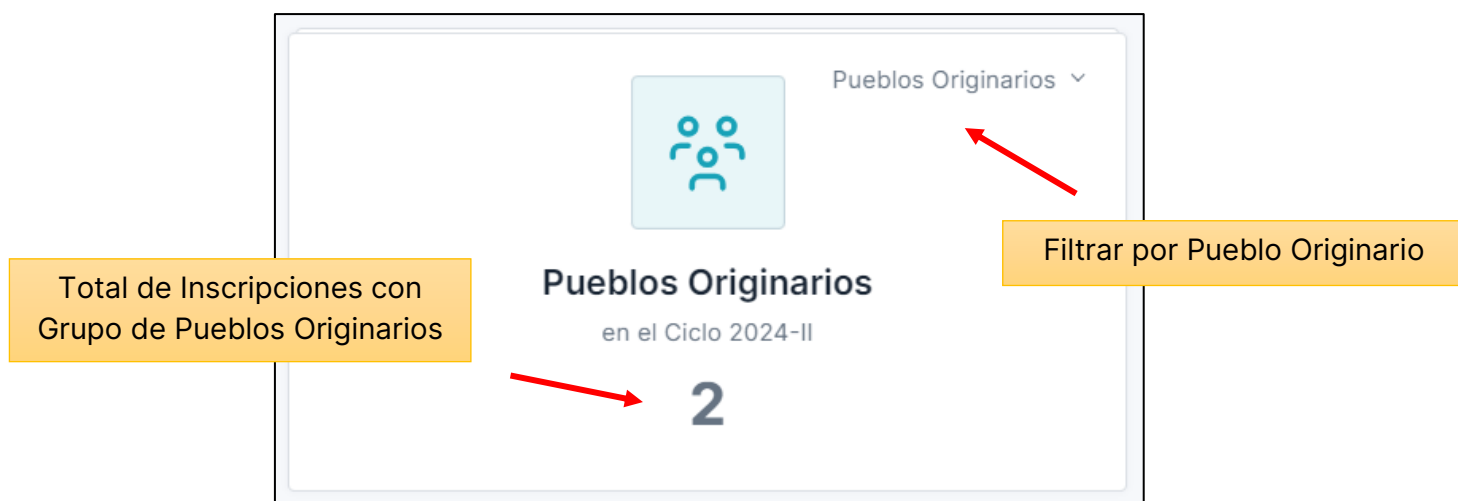 Pueblos Originarios
Filtrar por Pueblo Originario
Pueblos Originarios
en el Ciclo 2024-II
Total de Inscripciones con
Grupo de Pueblos Originarios
2